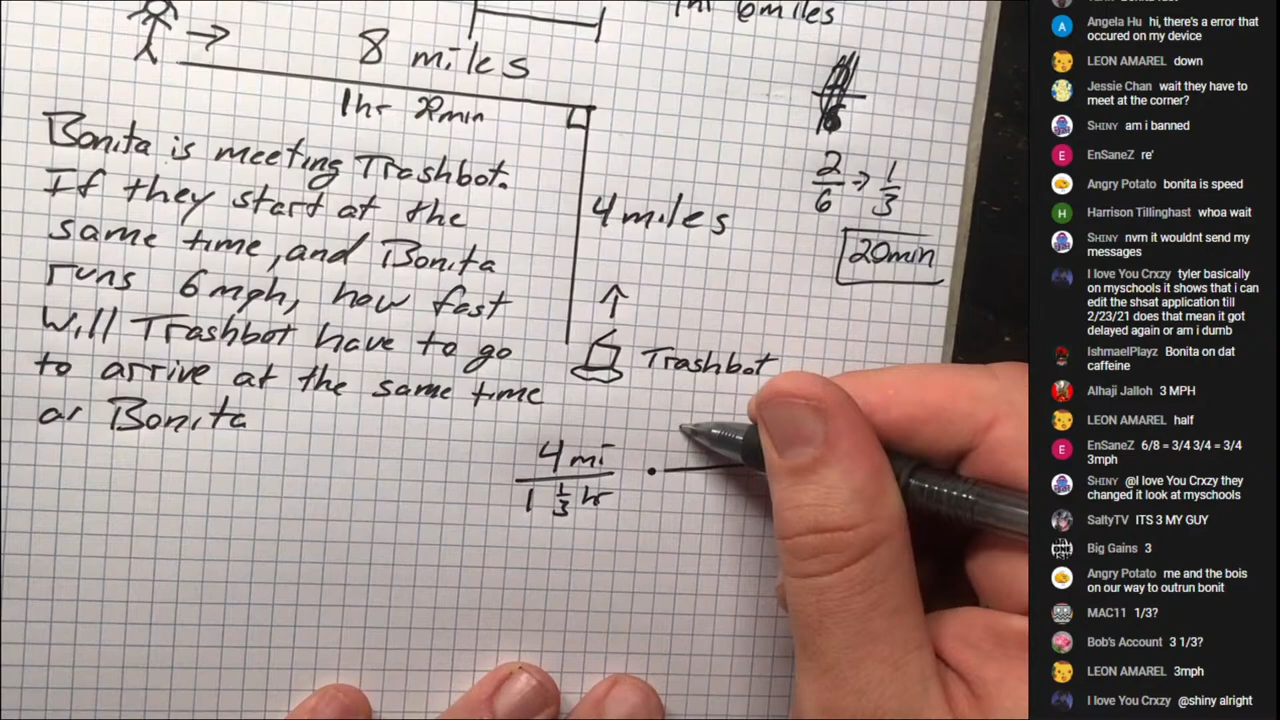 1hr 6miles
8 miles
1hr 20min
Bonita is meeting Trashbot.
If they start at the
same time, and Bonita
runs 6mph, how fast
Will Trashbot have to go
to arrive at the same time
as Bonita
4 miles
Trashbot
2/6 → 1/3
20min
4mi
1 1/3 hr
Angela Hu hi, there's a error that
occured on my device
LEON AMAREL down
Jessie Chan wait they have to
meet at the corner?
SHINY am i banned
EnSaneZ re'
Angry Potato bonita is speed
Harrison Tillinghast whoa wait
SHINY nvm it wouldnt send my
messages
I love You Crxzy tyler basically
on myschools it shows that i can
edit the shsat application till
2/23/21 does that mean it got
delayed again or am i dumb
IshmaelPlayz Bonita on dat
caffeine
Alhaji Jalloh 3 MPH
LEON AMAREL half
EnSaneZ 6/8 = 3/4 3/4 = 3/4
3mph
SHINY @I love You Crxzy they
changed it look at myschools
SaltyTV ITS 3 MY GUY
Big Gains 3
Angry Potato me and the bois
on our way to outrun bonit
MAC11 1/3?
Bob's Account 3 1/3?
LEON AMAREL 3mph
I love You Crxzy @shiny alright